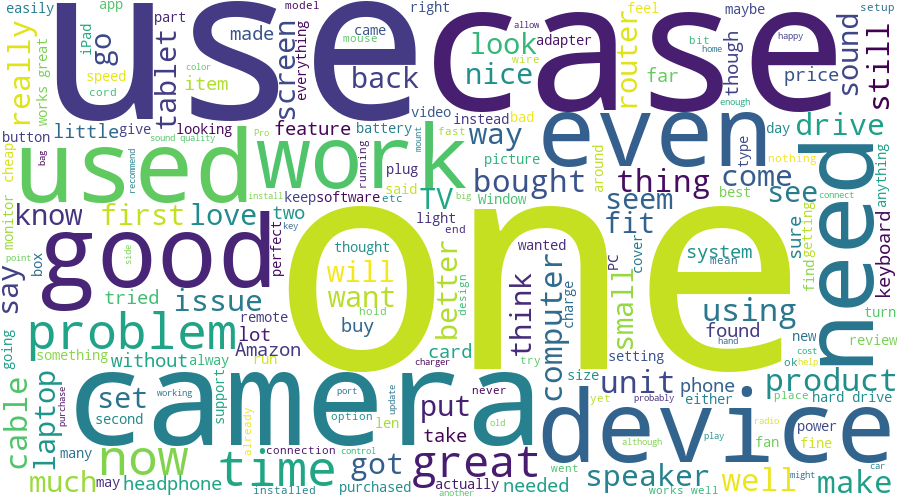 easily
app
part
made
came
model
everything
right
feel
allow
maybe
setup
use
case
really
iPad
go
tablet
screen
look
adapter
router
bit
mouse
home
happy
though
sound
still
works great
speed
cord
color
item
back
nice
wire
far
price
enough
button
little
give
looking
feature
battery
video
instead
bad
even
type
day
drive
sound quality
Pro
running
plug
mount
fast
way
picture
around
thing
come
nothing
cheap
bag
recommend
used
work
etc
said
TV
bought
seem
best
see
anything
know
first
love
install
keep
software
big
Window
fit
connect
need
monitor
two
key
light
end
wanted
cover
system
sure
getting
keyboard
point
box
side
perfect
good
one
thought
better
design
PC
mean
find
turn
say
tried
issue
will
want
hold
think
computer
charge
small
using
going
problem
remote
lot
buy
found
hand
new
cost
review
something
without
alway
Amazon
run
card
charger
try
setting
ok
help
cable
laptop
purchase
camera
support
size
unit
phone
either
product
set
working
port
update
never
yet
probably
place
hard drive
second
already
option
len
old
put
take
device
although
play
radio
power
fan
fine
many
now
time
connection
control
got
great
actually
went
speaker
well
might
car
much
may
headphone
installed
purchased
another
needed
works well
make